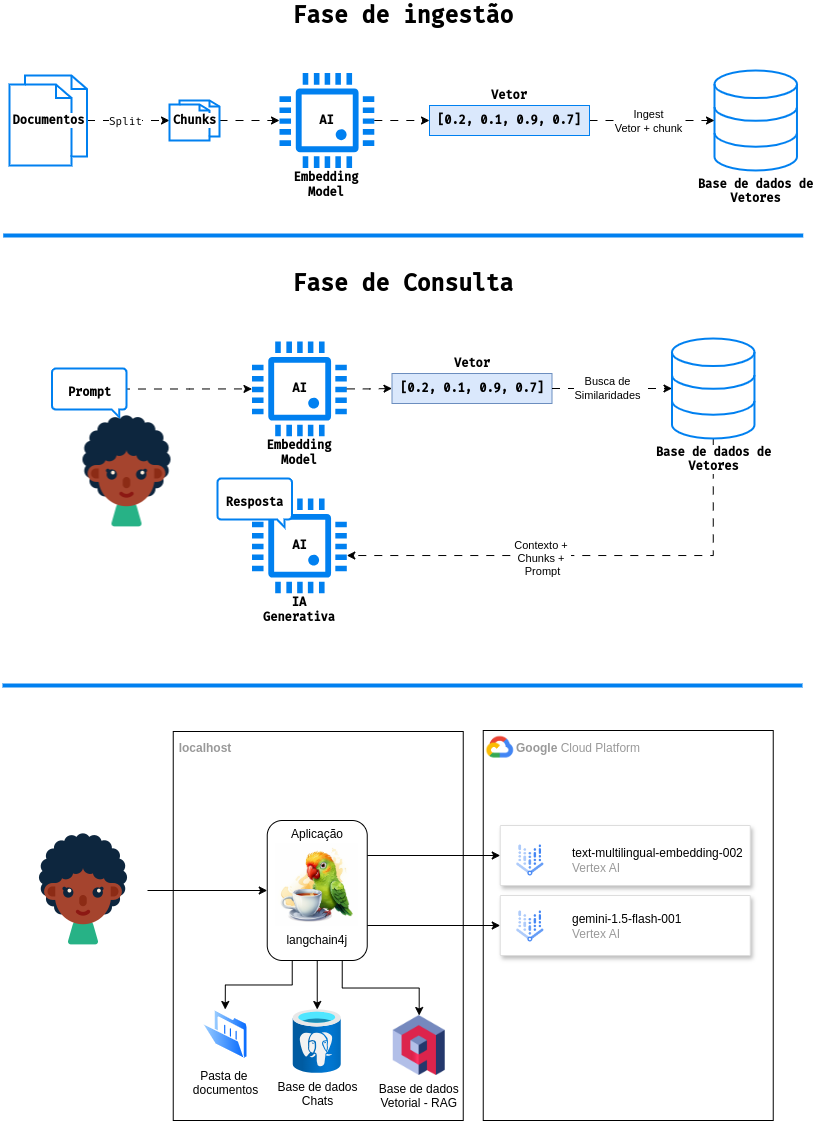 Fase de ingestão
Documentos
Split
Chunks
AI
Embedding
Model
Vetor
[0.2, 0.1, 0.9, 0.7]
Ingest
Vetor + chunk
Base de dados de
Vetores
Fase de Consulta
Prompt
AI
Embedding
Model
Vetor
[0.2, 0.1, 0.9, 0.7]
Busca de
Similaridades
Base de dados de
Vetores
Resposta
AI
IA
Generativa
Contexto +
Chunks +
Prompt
localhost
Google Cloud Platform
Aplicação
langchain4j
text-multilingual-embedding-002
Vertex AI
gemini-1.5-flash-001
Vertex AI
Pasta de
documentos
Base de dados
Chats
Base de dados
Vetorial - RAG